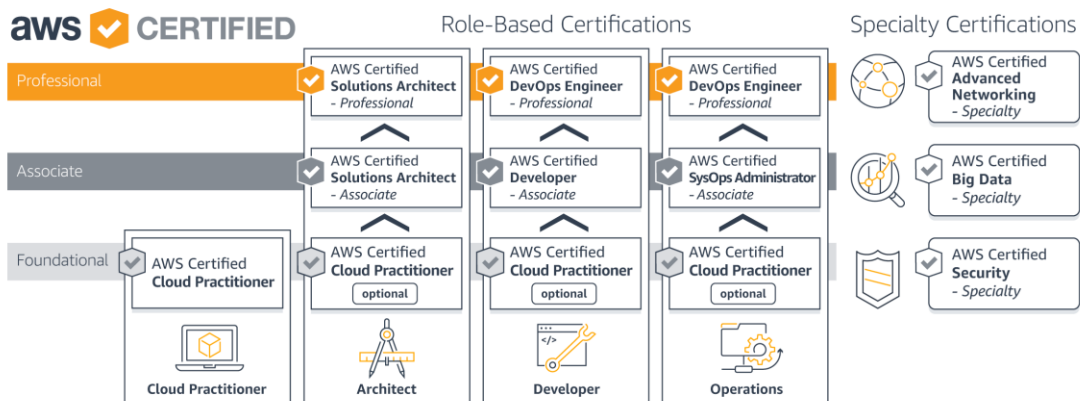 aws CERTIFIED
Role-Based Certifications
Specialty Certifications
Professional
AWS Certified
Solutions Architect
- Professional
AWS Certified
DevOps Engineer
- Professional
AWS Certified
DevOps Engineer
- Professional
AWS Certified
Advanced
Networking
- Specialty
Associate
AWS Certified
Solutions Architect
- Associate
AWS Certified
Developer
- Associate
AWS Certified
SysOps Administrator
- Associate
AWS Certified
Big Data
- Specialty
Foundational
AWS Certified
Cloud Practitioner
AWS Certified
Cloud Practitioner
optional
AWS Certified
Cloud Practitioner
optional
AWS Certified
Cloud Practitioner
optional
AWS Certified
Security
- Specialty
</>
Cloud Practitioner
Architect
Developer
Operations